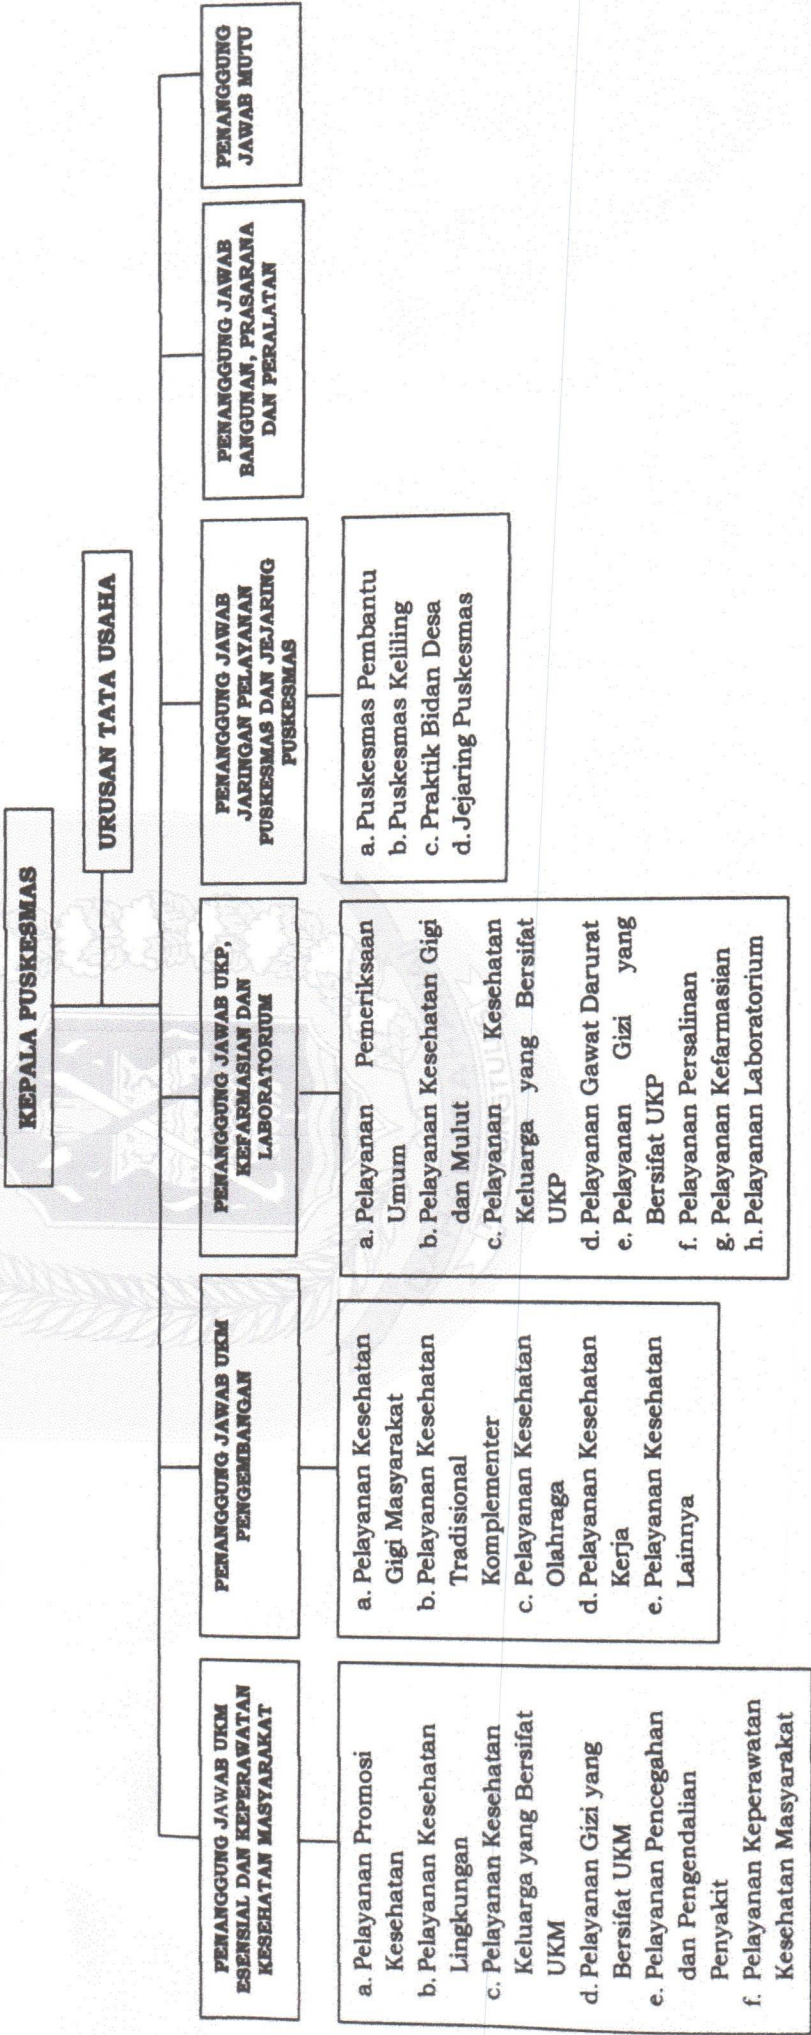 KEPALA PUSKESMAS
URUSAN TATA USAHA
PENANGGUNG JAWAB UKM
ESENSIAL DAN KEPERAWATAN
KESEHATAN MASYARAKAT
a. Pelayanan Promosi
Kesehatan
b. Pelayanan Kesehatan
Lingkungan
c. Pelayanan Kesehatan
Keluarga yang Bersifat
UKM
d. Pelayanan Gizi yang
Bersifat UKM
e. Pelayanan Pencegahan
dan Pengendalian
Penyakit
f. Pelayanan Keperawatan
Kesehatan Masyarakat
PENANGGUNG JAWAB UKM
PENGEMBANGAN
a. Pelayanan Kesehatan
Gigi Masyarakat
b. Pelayanan Kesehatan
Tradisional
Komplementer
c. Pelayanan Kesehatan
Olahraga
d. Pelayanan Kesehatan
Kerja
e. Pelayanan Kesehatan
Lainnya
PENANGGUNG JAWAB UKP,
KEFARMASIAN DAN
LABORATORIUM
a. Pelayanan Pemeriksaan
Umum
b. Pelayanan Kesehatan Gigi
dan Mulut
c. Pelayanan Kesehatan
Keluarga yang Bersifat
UKP
d. Pelayanan Gawat Darurat
e. Pelayanan Gizi yang
Bersifat UKP
f. Pelayanan Persalinan
g. Pelayanan Kefarmasian
h. Pelayanan Laboratorium
PENANGGUNG JAWAB
JARINGAN PELAYANAN
PUSKESMAS DAN JEJARING
PUSKESMAS
a. Puskesmas Pembantu
b. Puskesmas Keliling
c. Praktik Bidan Desa
d. Jejaring Puskesmas
PENANGGUNG JAWAB
BANGUNAN, PRASARANA
DAN PERALATAN
PENANGGUNG
JAWAB MUTU